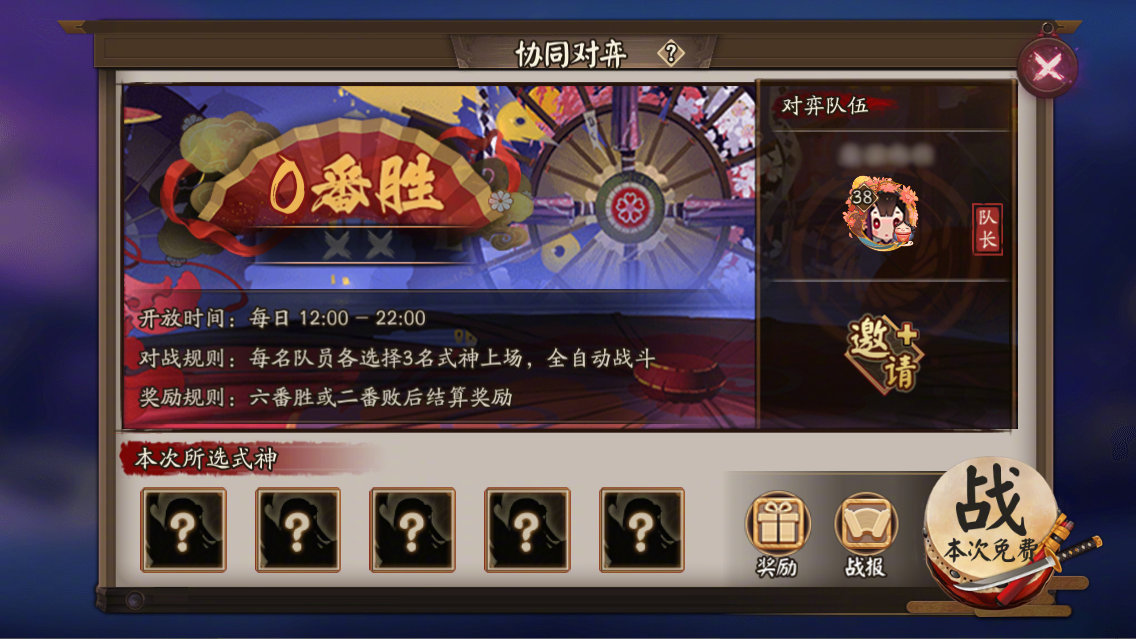 协同对弈 ?
对弈队伍
0番胜
38
队长
开放时间：每日 12:00 - 22:00
对战规则：每名队员各选择3名式神上场，全自动战斗
奖励规则：六番胜或二番败后结算奖励
邀请
本次所选式神
? ? ? ? ?
奖励
战报
战
本次免费